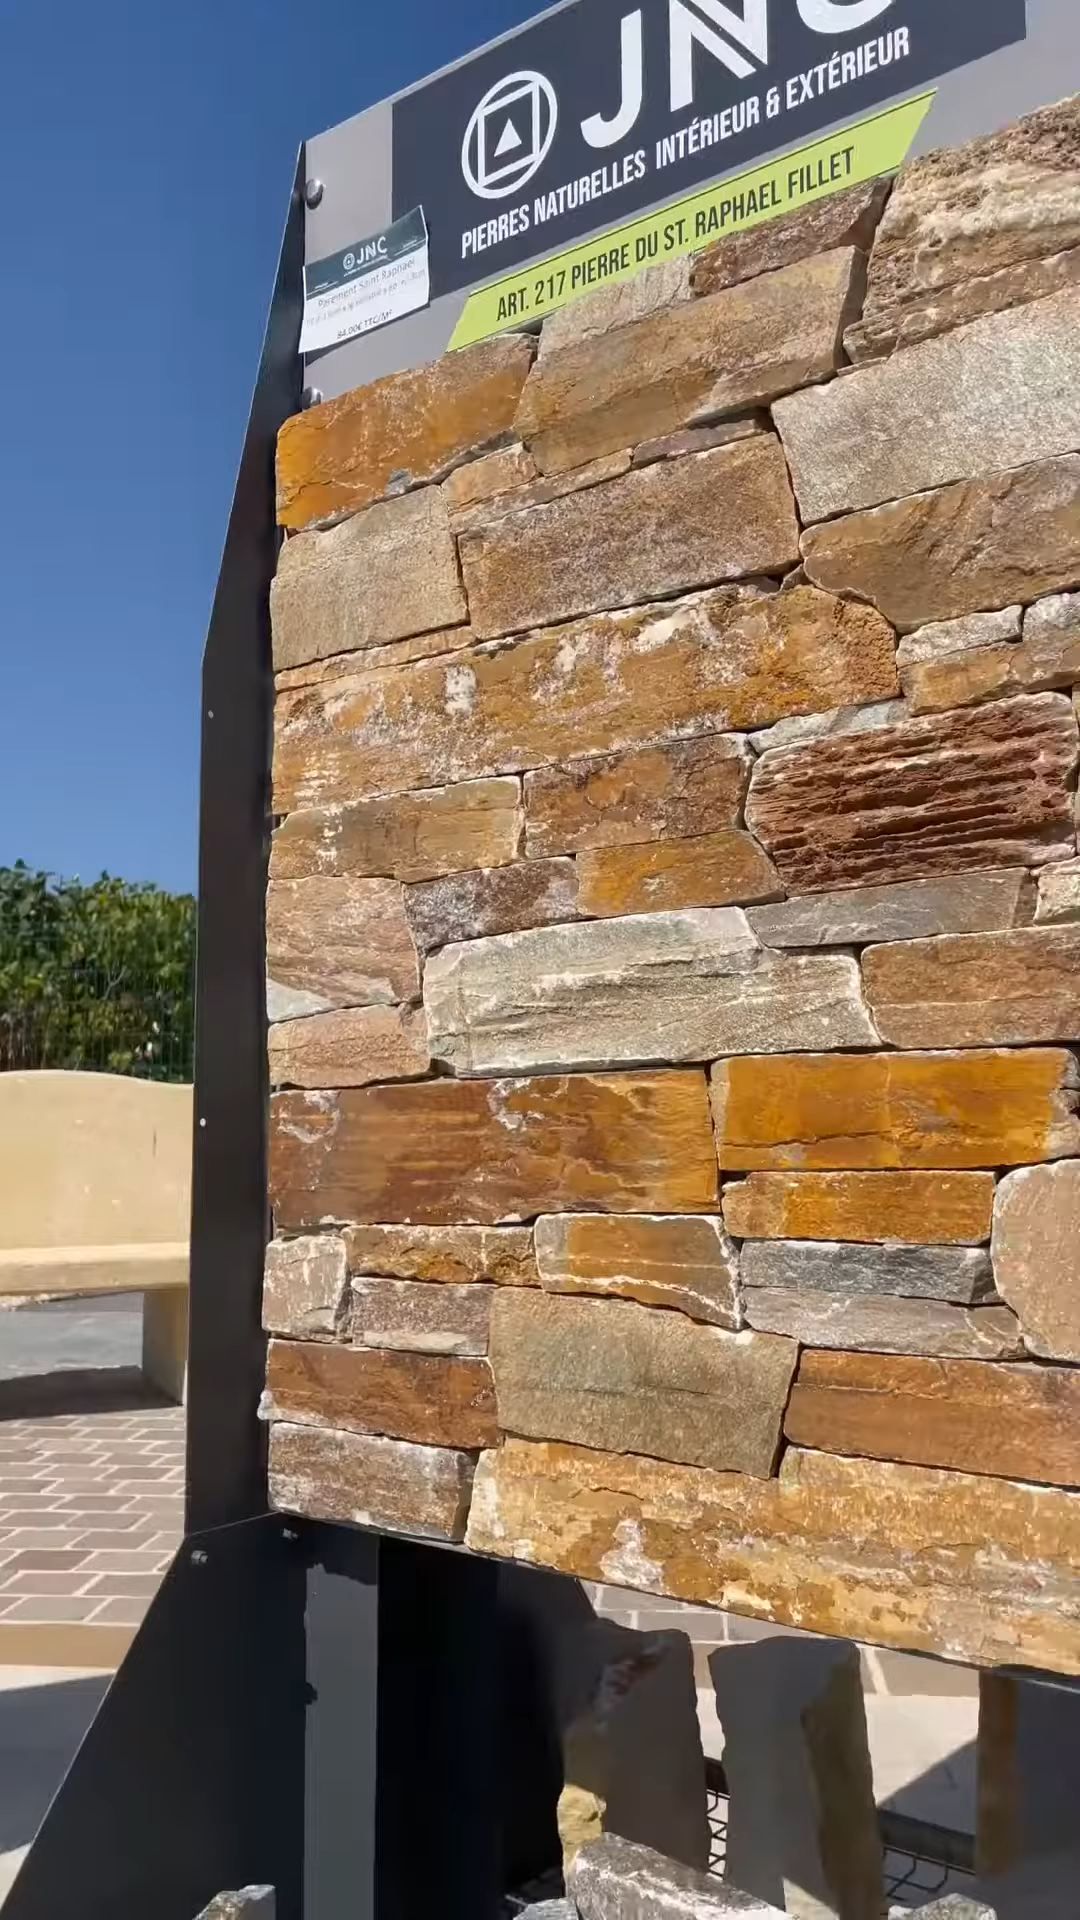 JNC
PIERRES NATURELLES INTÉRIEUR & EXTÉRIEUR
ART. 217 PIERRE DU ST. RAPHAEL FILLET
JNC
Parement Saint Raphael
84.00€ TTC/M²